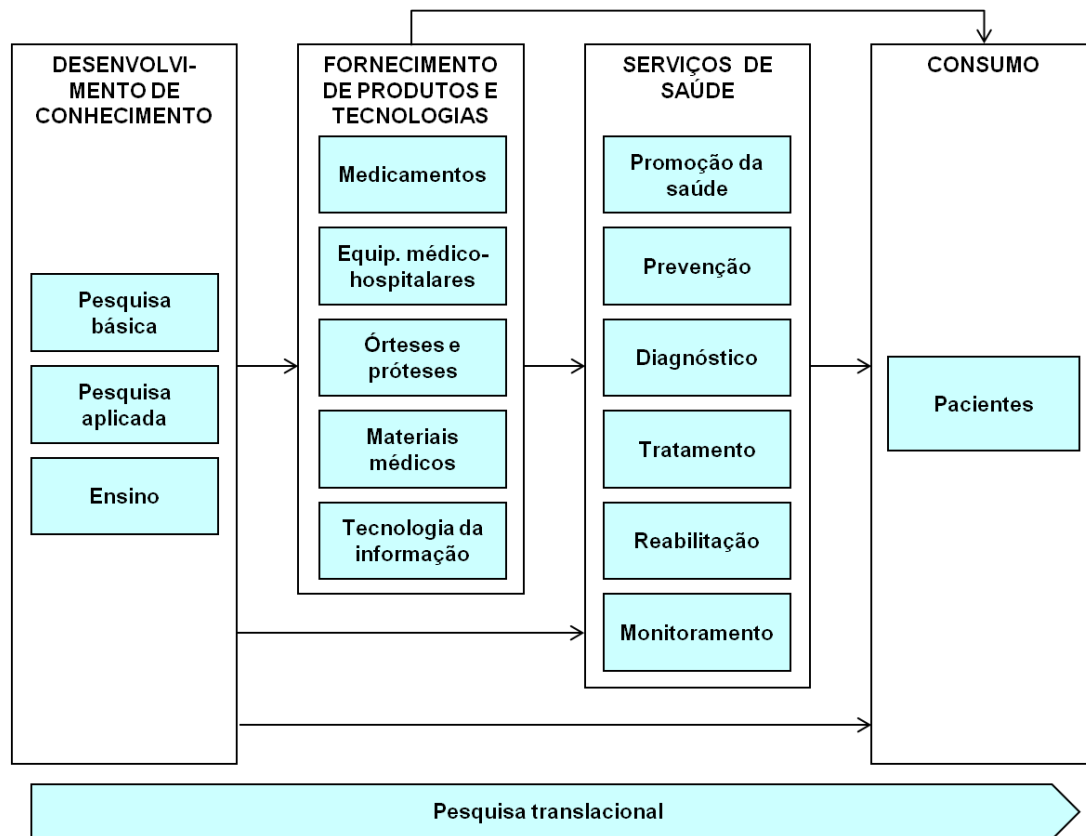 DESENVOLVI-
MENTO DE
CONHECIMENTO
Pesquisa
básica
Pesquisa
aplicada
Ensino
FORNECIMENTO
DE PRODUTOS E
TECNOLOGIAS
Medicamentos
Equip. médico-
hospitalares
Órteses e
próteses
Materiais
médicos
Tecnologia da
informação
SERVIÇOS DE
SAÚDE
Promoção da
saúde
Prevenção
Diagnóstico
Tratamento
Reabilitação
Monitoramento
CONSUMO
Pacientes
Pesquisa translacional